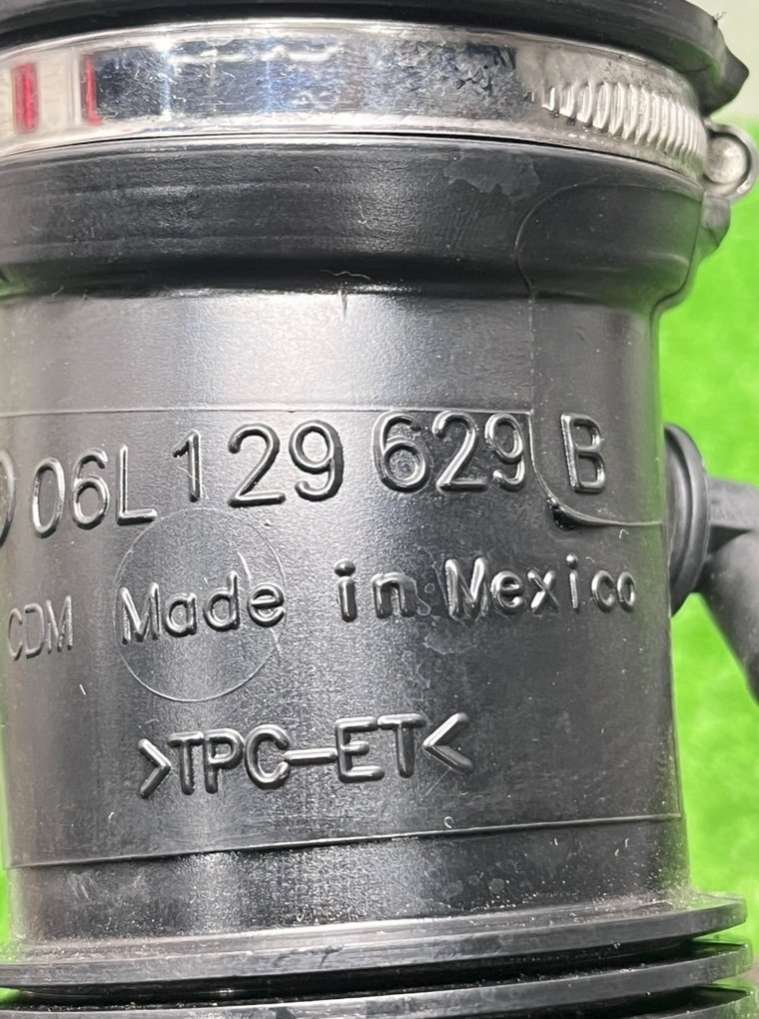 06L 129 629 B
CDM Made in Mexico
>TPC-ET<